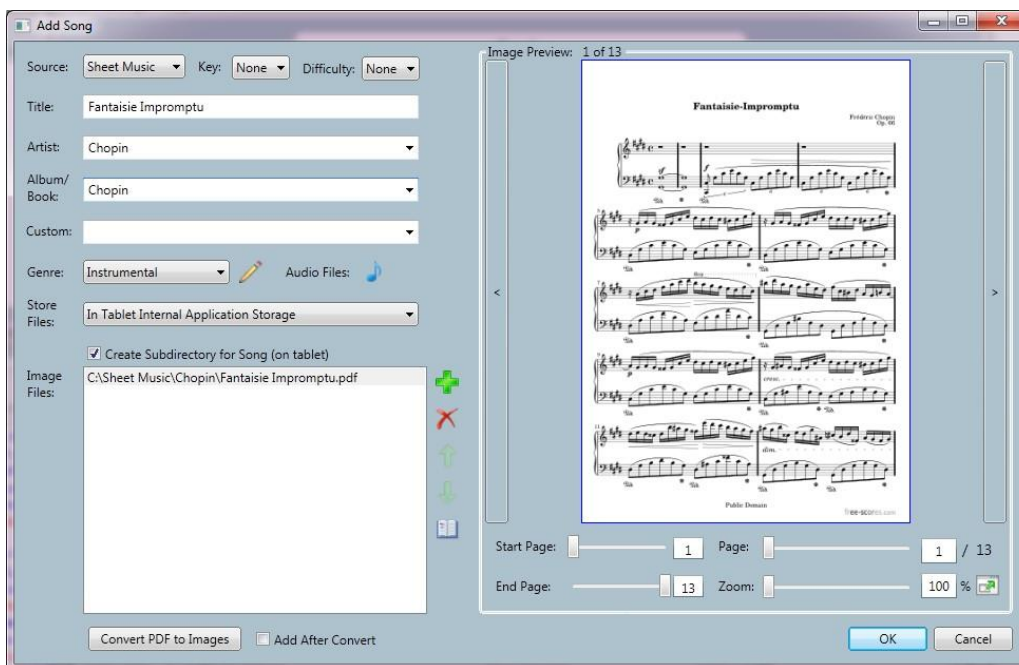 Add Song
Source: Sheet Music Key: None Difficulty: None
Title: Fantaisie Impromptu
Artist: Chopin
Album/
Book: Chopin
Custom:
Genre: Instrumental Audio Files:
Store
Files: In Tablet Internal Application Storage
Create Subdirectory for Song (on tablet)
Image
Files:
C:\Sheet Music\Chopin\Fantaisie Impromptu.pdf
Convert PDF to Images Add After Convert
Image Preview: 1 of 13
<
>
Fantaisie-Impromptu
Frédéric Chopin
Op. 66
Public Domain
free-scores.com
Start Page: 1 Page: 1 / 13
End Page: 13 Zoom: 100 %
OK Cancel